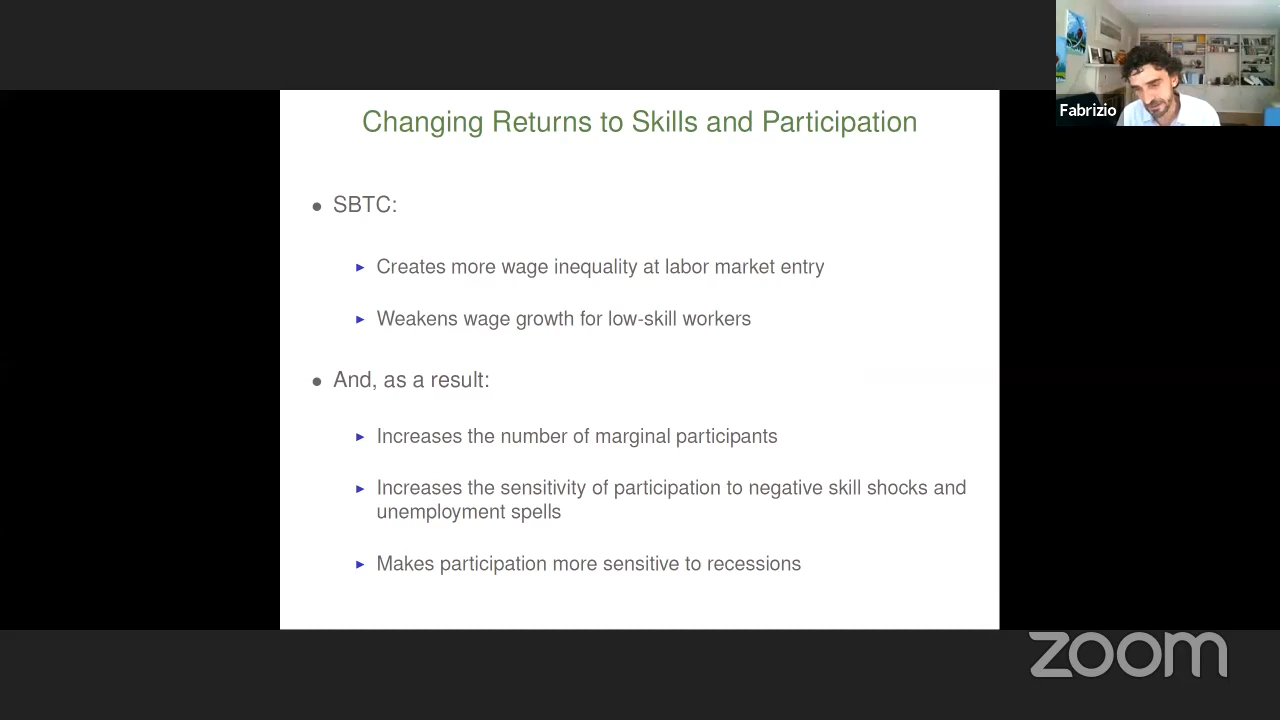 Fabrizio
Changing Returns to Skills and Participation
• SBTC:
► Creates more wage inequality at labor market entry
► Weakens wage growth for low-skill workers
• And, as a result:
► Increases the number of marginal participants
► Increases the sensitivity of participation to negative skill shocks and
unemployment spells
► Makes participation more sensitive to recessions
zoom